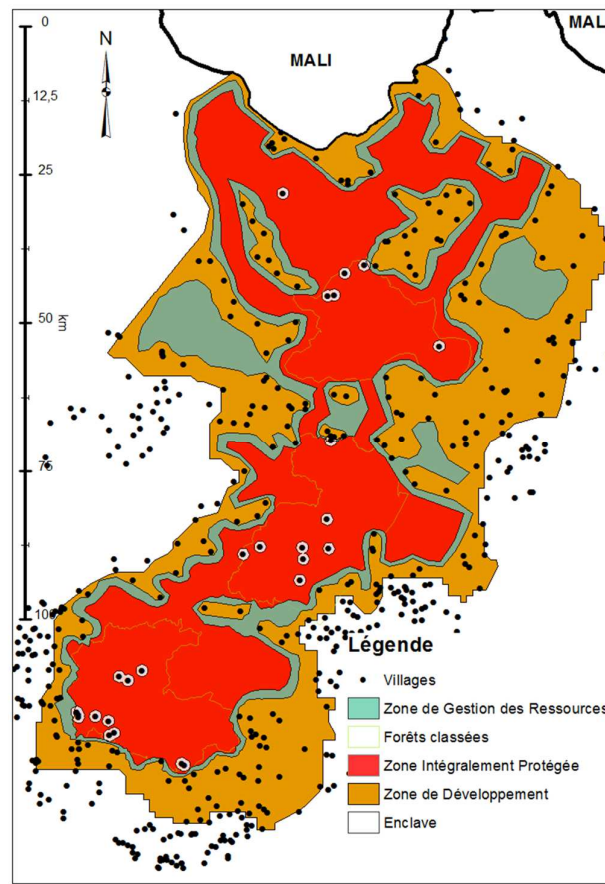 0
N
MALI
MAL
12,5
25
50
km
75
100
Légende
Villages
Zone de Gestion des Ressources
Forêts classées
Zone Intégralement Protégée
Zone de Développement
Enclave